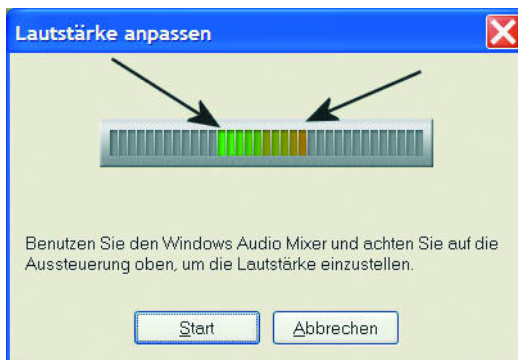 Lautstärke anpassen
Benutzen Sie den Windows Audio Mixer und achten Sie auf die
Aussteuerung oben, um die Lautstärke einzustellen.
Start
Abbrechen